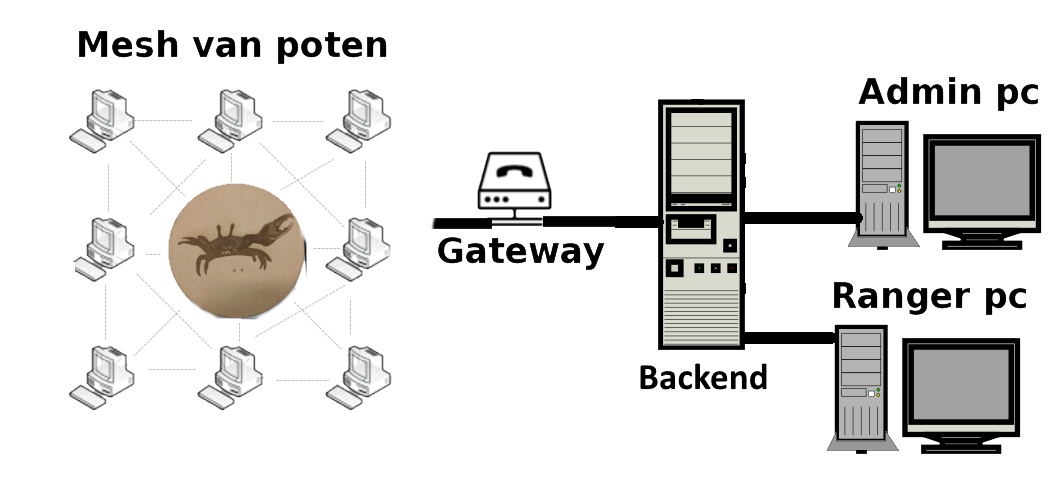 Mesh van poten
Gateway
Backend
Admin pc
Ranger pc